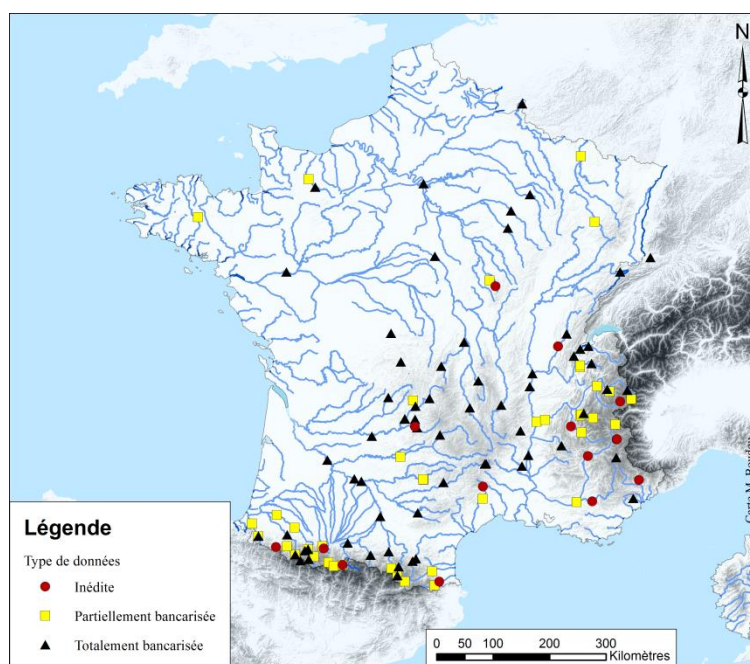 N
Légende
Type de données
Inédite
Partiellement bancarisée
Totalement bancarisée
0 50 100 200 300
Kilomètres